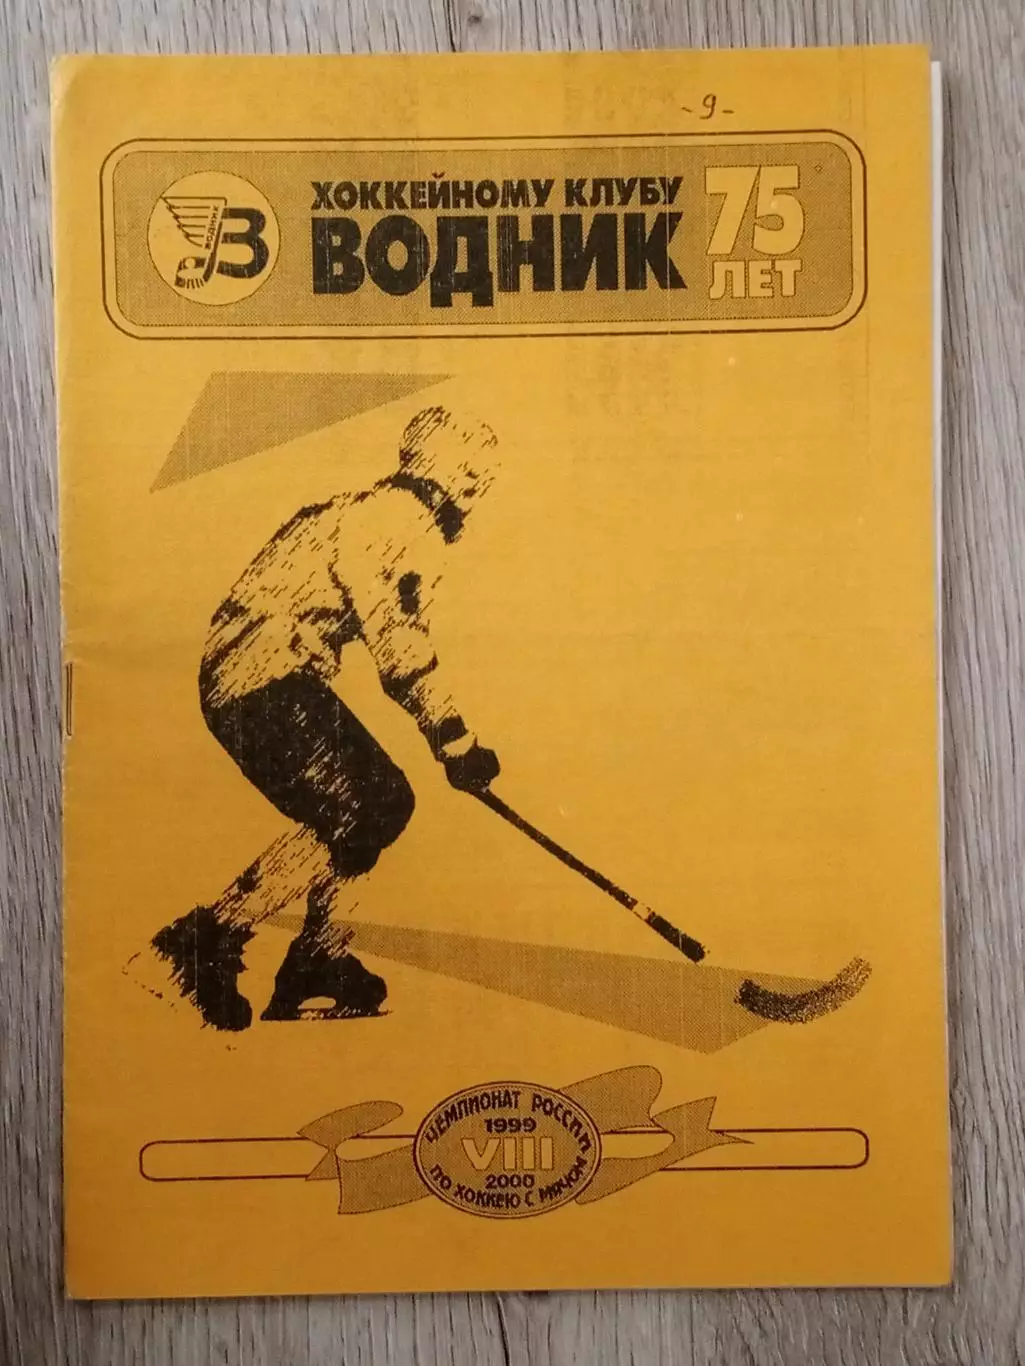 -9-
ХОККЕЙНОМУ КЛУБУ
ВОДНИК
75
ЛЕТ
ВОДНИК
З
ЧЕМПИОНАТ РОССИИ
1999
VIII
2000
ПО ХОККЕЮ С МЯЧОМ